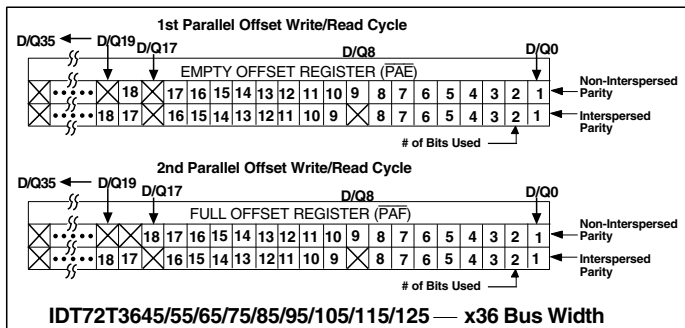 1st Parallel Offset Write/Read Cycle
D/Q35 D/Q19 D/Q17 D/Q8 D/Q0
EMPTY OFFSET REGISTER (PAE)
18 17 16 15 14 13 12 11 10 9 8 7 6 5 4 3 2 1 Non-Interspersed Parity
18 17 16 15 14 13 12 11 10 9 8 7 6 5 4 3 2 1 Interspersed Parity
# of Bits Used
2nd Parallel Offset Write/Read Cycle
D/Q35 D/Q19 D/Q17 D/Q8 D/Q0
FULL OFFSET REGISTER (PAF)
18 17 16 15 14 13 12 11 10 9 8 7 6 5 4 3 2 1 Non-Interspersed Parity
18 17 16 15 14 13 12 11 10 9 8 7 6 5 4 3 2 1 Interspersed Parity
# of Bits Used
IDT72T3645/55/65/75/85/95/105/115/125 — x36 Bus Width